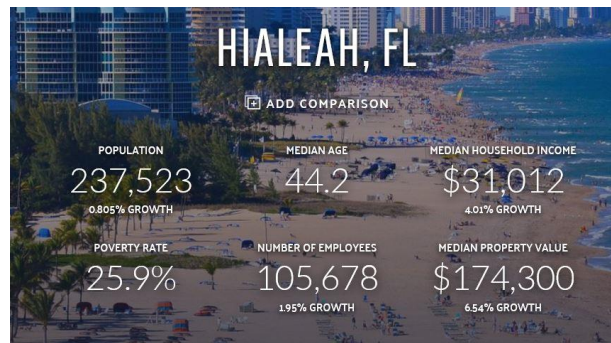 HIALEAH, FL
ADD COMPARISON
POPULATION
237,523
0.805% GROWTH
MEDIAN AGE
44.2
MEDIAN HOUSEHOLD INCOME
$31,012
4.01% GROWTH
POVERTY RATE
25.9%
NUMBER OF EMPLOYEES
105,678
1.95% GROWTH
MEDIAN PROPERTY VALUE
$174,300
6.54% GROWTH